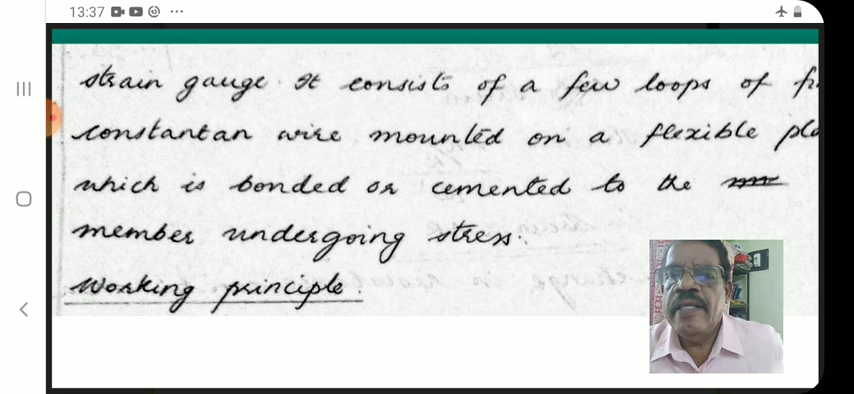 13:37
strain gauge. It consists of a few loops of
constantan wire mounted on a flexible
which is bonded or cemented to the
member undergoing stress.
Working principle.